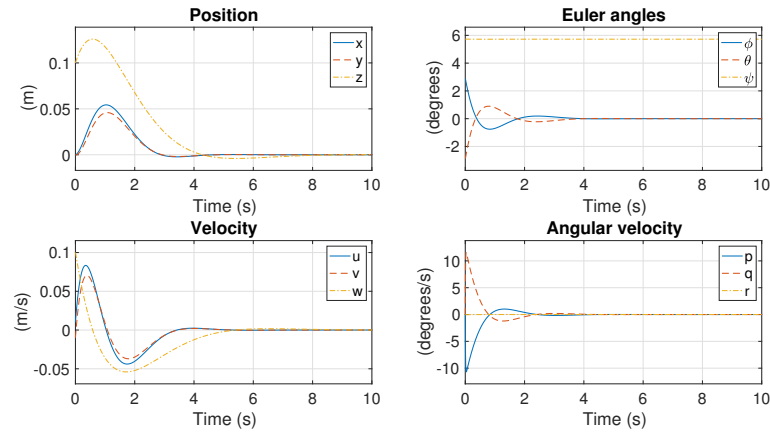 Position
(m)
0.1
0.05
0
0 2 4 6 8 10
Time (s)
x
y
z
Euler angles
(degrees)
6
4
2
0
-2
0 2 4 6 8 10
Time (s)
ϕ
θ
ψ
Velocity
(m/s)
0.1
0.05
0
-0.05
0 2 4 6 8 10
Time (s)
u
v
w
Angular velocity
(degrees/s)
10
5
0
-5
-10
0 2 4 6 8 10
Time (s)
p
q
r